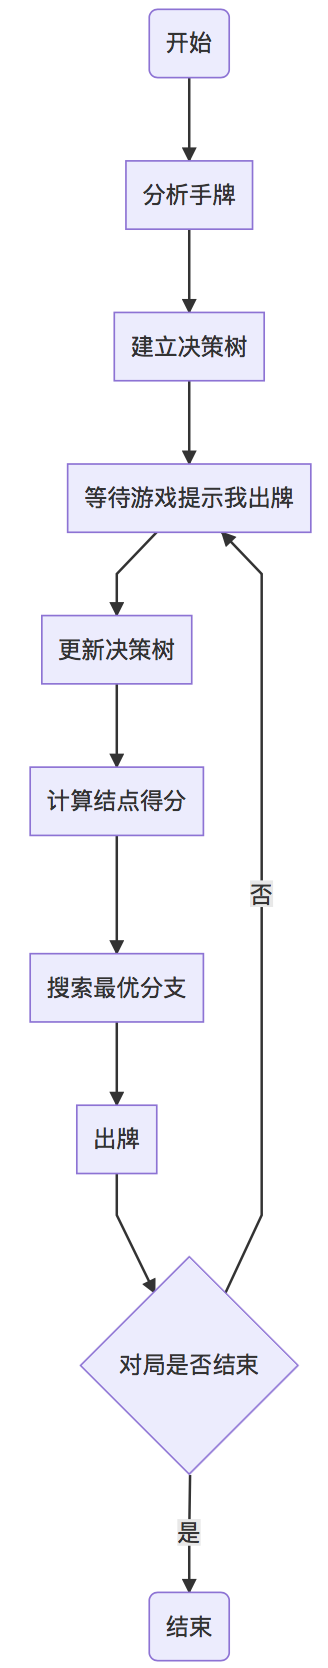 开始
分析手牌
建立决策树
等待游戏提示我出牌
更新决策树
计算结点得分
否
搜索最优分支
出牌
对局是否结束
是
结束